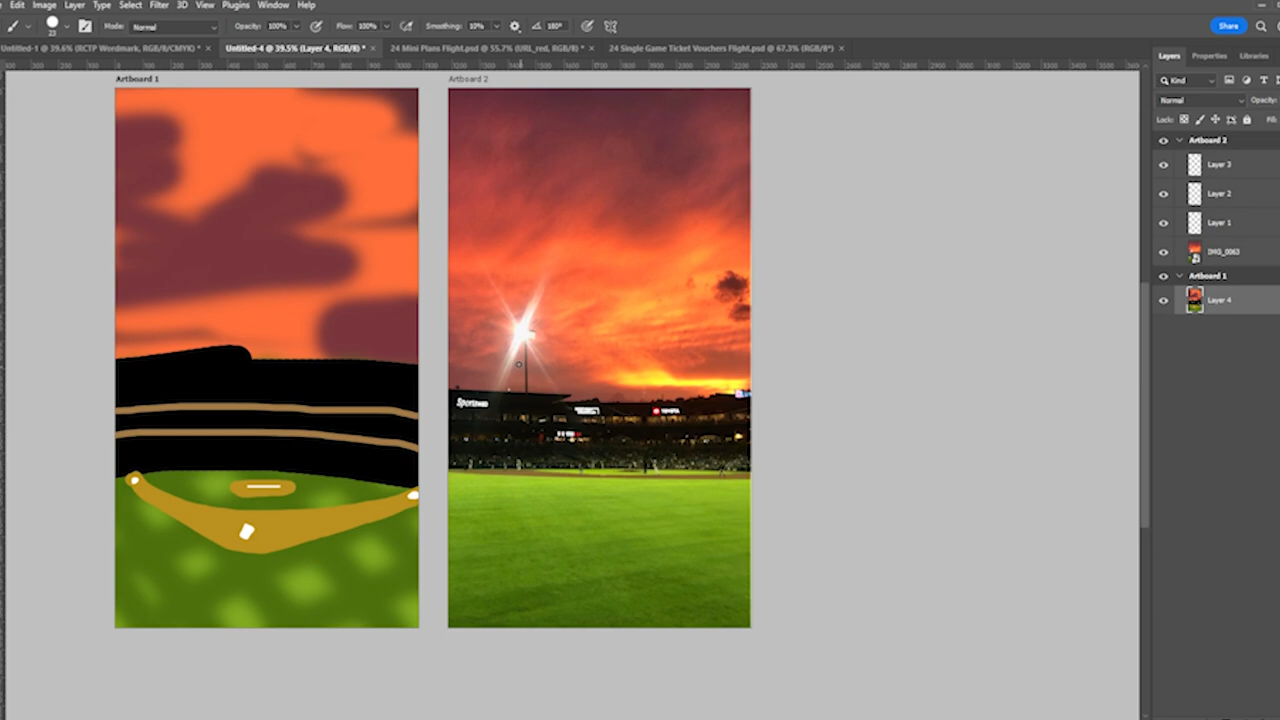 Edit Image Layer Type Select Filter 3D View Plugins Window Help
23 Mode: Normal Opacity: 100% Flow: 100% Smoothing: 10% 180° Share
Untitled-1 @ 39.6% (RCTP Wordmark, RGB/8/CMYK) * × Untitled-4 @ 39.5% (Layer 4, RGB/8) * × 24 Mini Plans Flight.psd @ 55.7% (URL_red, RGB/8) * × 24 Single Game Ticket Vouchers Flight.psd @ 67.3% (RGB/8*) ×
Layers Properties Libraries
Artboard 1 Artboard 2
Kind
Normal Opacity:
Lock: Fill
Artboard 2
Layer 3
Layer 2
Layer 1
IMG_0063
Artboard 1
Layer 4
TOYOTA